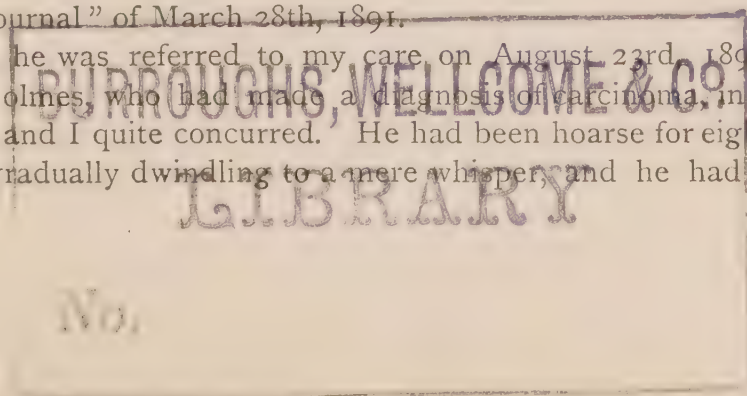 ournal" of March 28th, 1891.
he was referred to my care on August 23rd, 189
olmes, who had made a diagnosis of carcinoma, in
and I quite concurred. He had been hoarse for eig
radually dwindling to a mere whisper, and he had
BURROUGHS, WELLCOME & CO.
LIBRARY
No.